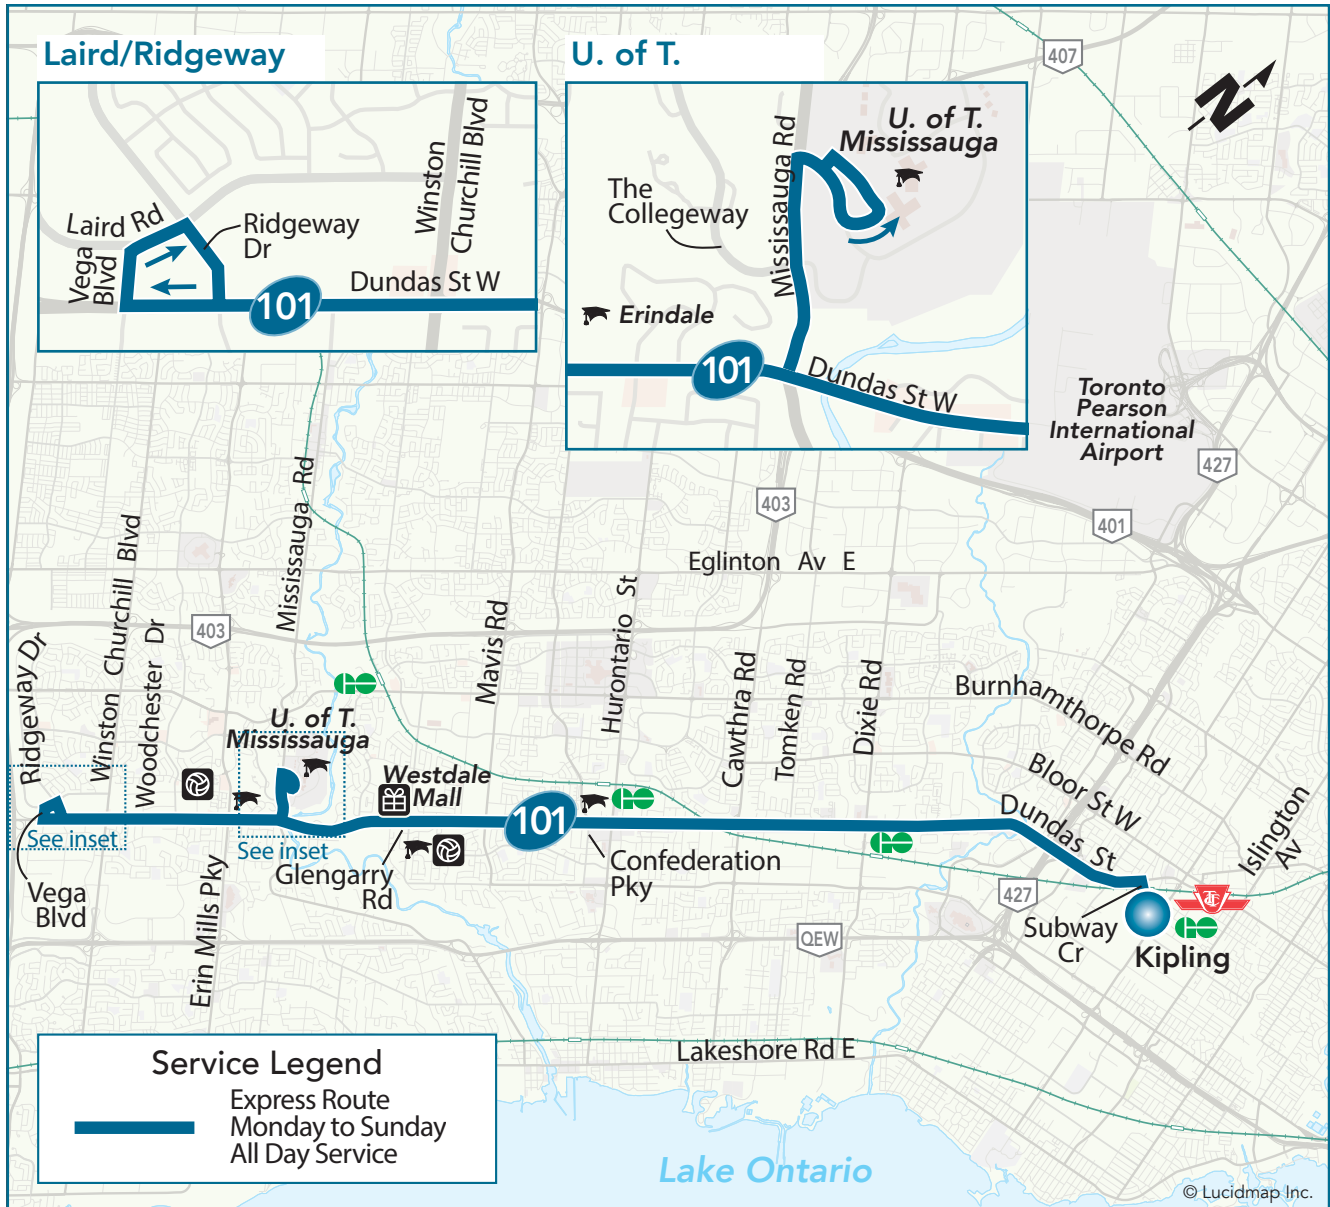 Laird/Ridgeway
Laird Rd
Vega
Blvd
Ridgeway
Dr
Winston
Churchill Blvd
Dundas St W
101
U. of T.
U. of T.
Mississauga
Mississauga Rd
The
Collegeway
Erindale
101
Dundas St W
407
N
Toronto
Pearson
International
Airport
427
401
403
Eglinton Av E
403
Ridgeway Dr
Winston Churchill Blvd
Woodchester Dr
Mississauga Rd
Mavis Rd
Hurontario St
Cawthra Rd
Tomken Rd
Dixie Rd
Burnhamthorpe Rd
Bloor St W
Dundas St
Islington
Av
GO
U. of T.
Mississauga
Westdale
Mall
101
GO
GO
See inset
See inset
Glengarry
Rd
Confederation
Pky
Vega
Blvd
Erin Mills Pky
427
QEW
Subway
Cr
TTC
GO
Kipling
Lakeshore Rd E
Service Legend
Express Route
Monday to Sunday
All Day Service
Lake Ontario
© Lucidmap Inc.